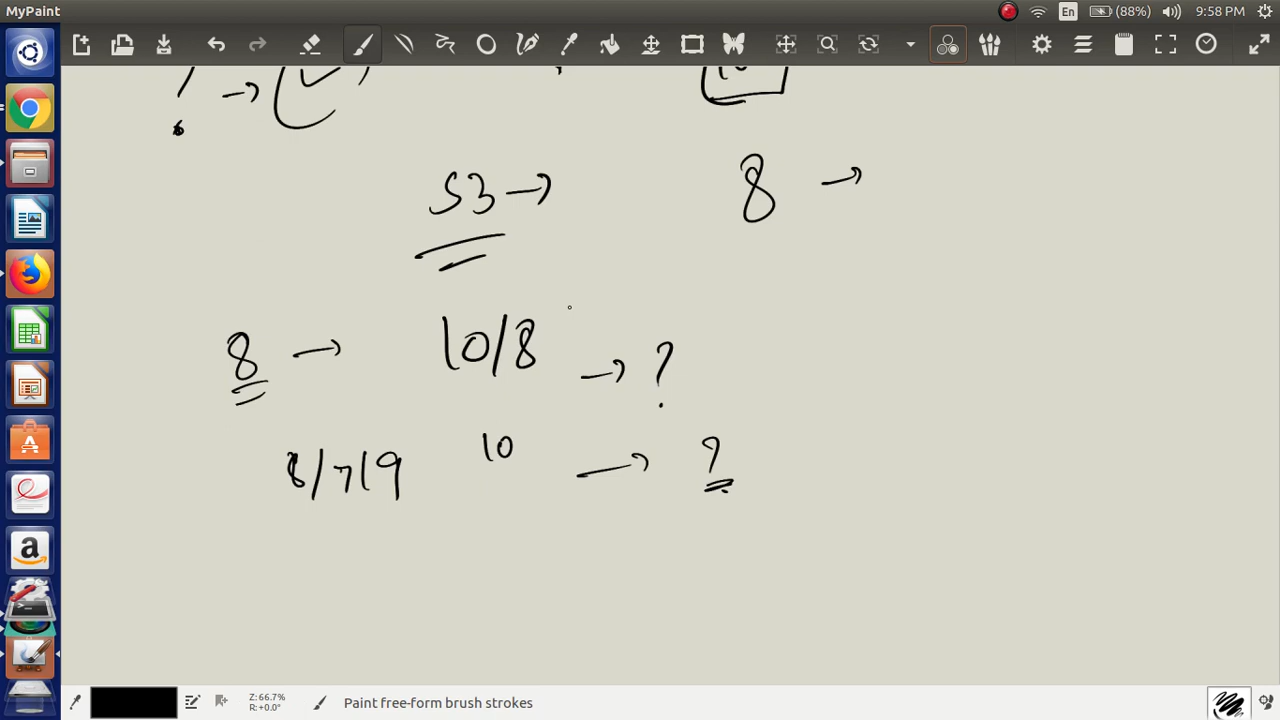 MyPaint
En (88%) 9:58 PM
? →
S3 → 8 →
8 → 10/8 → ?
8/7/9 10 → ?
Z: 66.7%
R: +0.0°
Paint free-form brush strokes